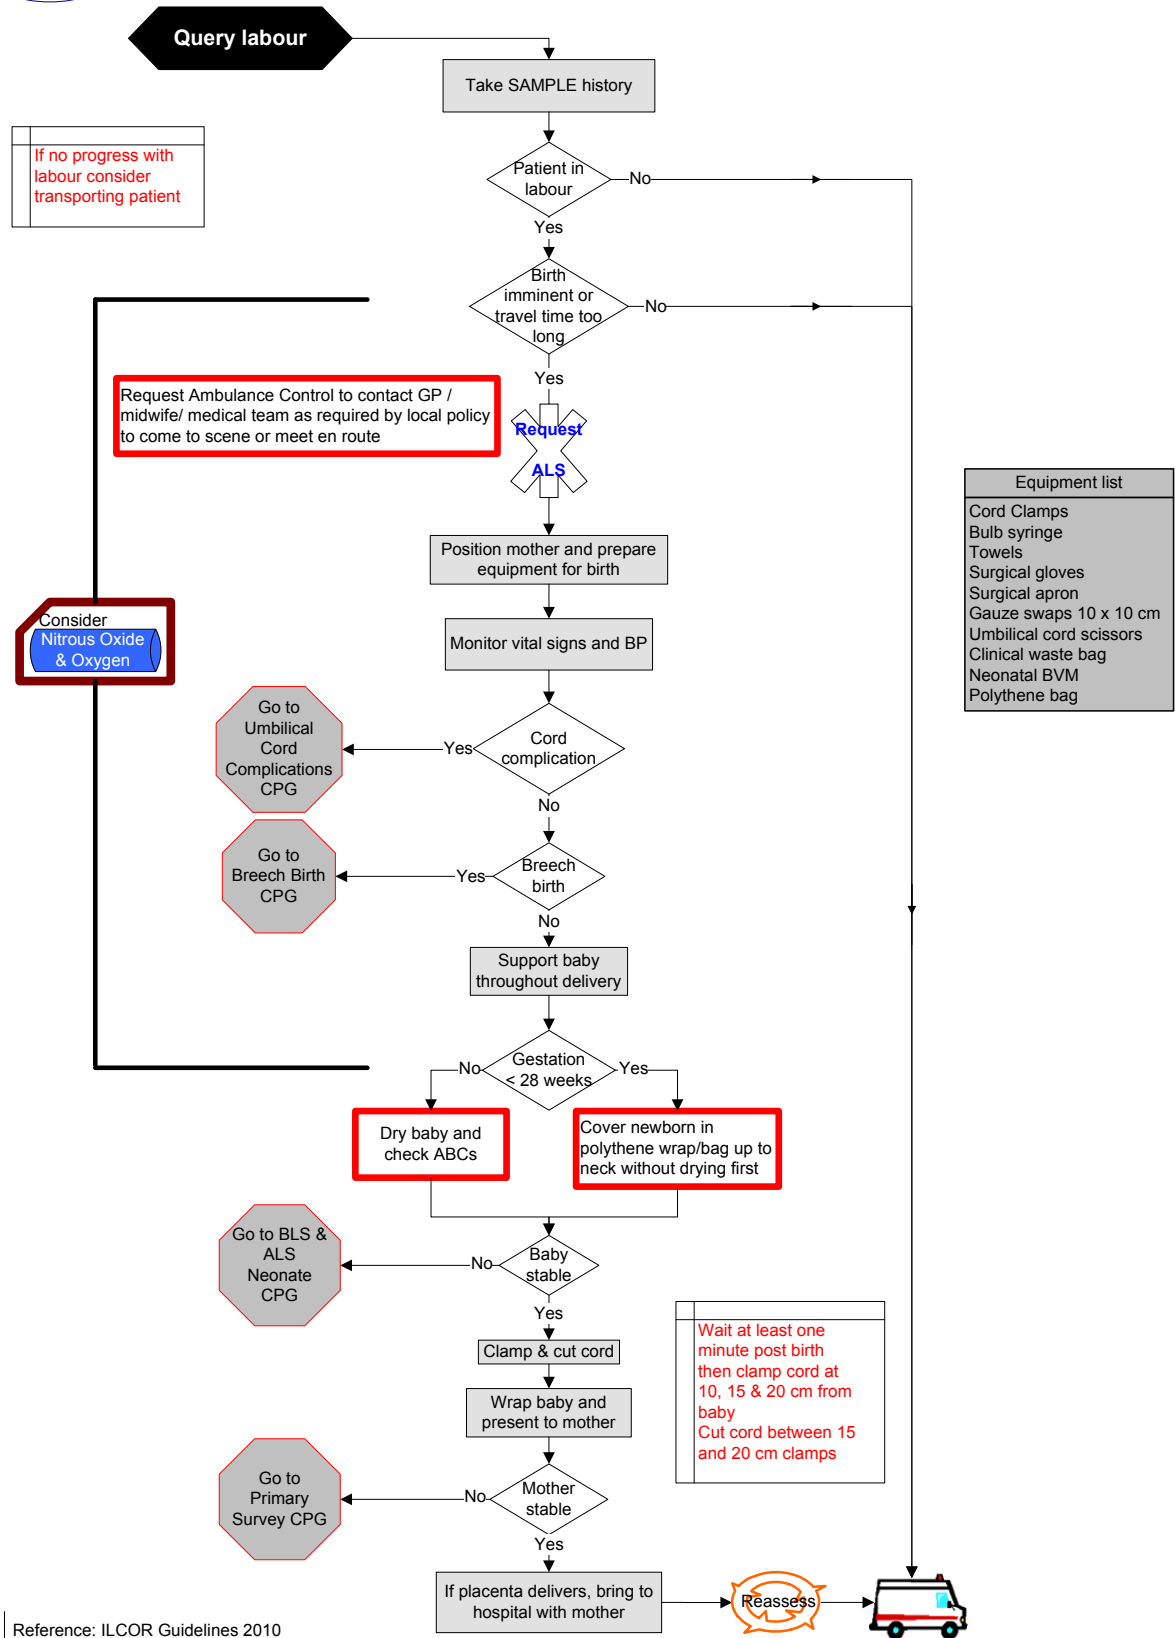 Query labour
Take SAMPLE history
If no progress with
labour consider
transporting patient
Patient in
labour
No
Yes
Birth
imminent or
travel time too
long
No
Yes
Request Ambulance Control to contact GP /
midwife/ medical team as required by local policy
to come to scene or meet en route
Request
ALS
Equipment list
Cord Clamps
Bulb syringe
Towels
Surgical gloves
Surgical apron
Gauze swaps 10 x 10 cm
Umbilical cord scissors
Clinical waste bag
Neonatal BVM
Polythene bag
Position mother and prepare
equipment for birth
Consider
Nitrous Oxide
& Oxygen
Monitor vital signs and BP
Go to
Umbilical
Cord
Complications
CPG
Yes
Cord
complication
No
Go to
Breech Birth
CPG
Yes
Breech
birth
No
Support baby
throughout delivery
No
Gestation
< 28 weeks
Yes
Dry baby and
check ABCs
Cover newborn in
polythene wrap/bag up to
neck without drying first
Go to BLS &
ALS
Neonate
CPG
No
Baby
stable
Yes
Clamp & cut cord
Wait at least one
minute post birth
then clamp cord at
10, 15 & 20 cm from
baby
Cut cord between 15
and 20 cm clamps
Wrap baby and
present to mother
Go to
Primary
Survey CPG
No
Mother
stable
Yes
If placenta delivers, bring to
hospital with mother
Reassess
Reference: ILCOR Guidelines 2010